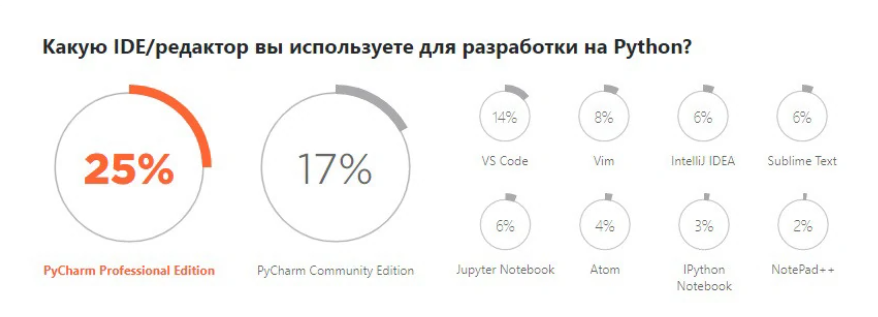 Какую IDE/редактор вы используете для разработки на Python?
25%
PyCharm Professional Edition
17%
PyCharm Community Edition
14%
VS Code
8%
Vim
6%
IntelliJ IDEA
6%
Sublime Text
6%
Jupyter Notebook
4%
Atom
3%
IPython
Notebook
2%
NotePad++